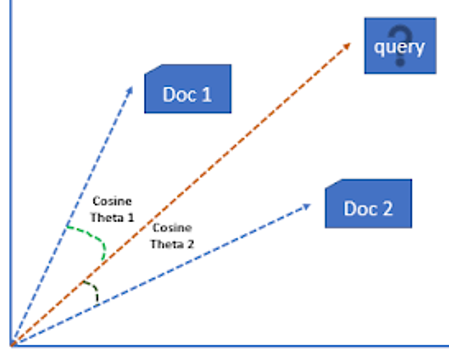 ?
query
Doc 1
Cosine
Theta 1
Doc 2
Cosine
Theta 2